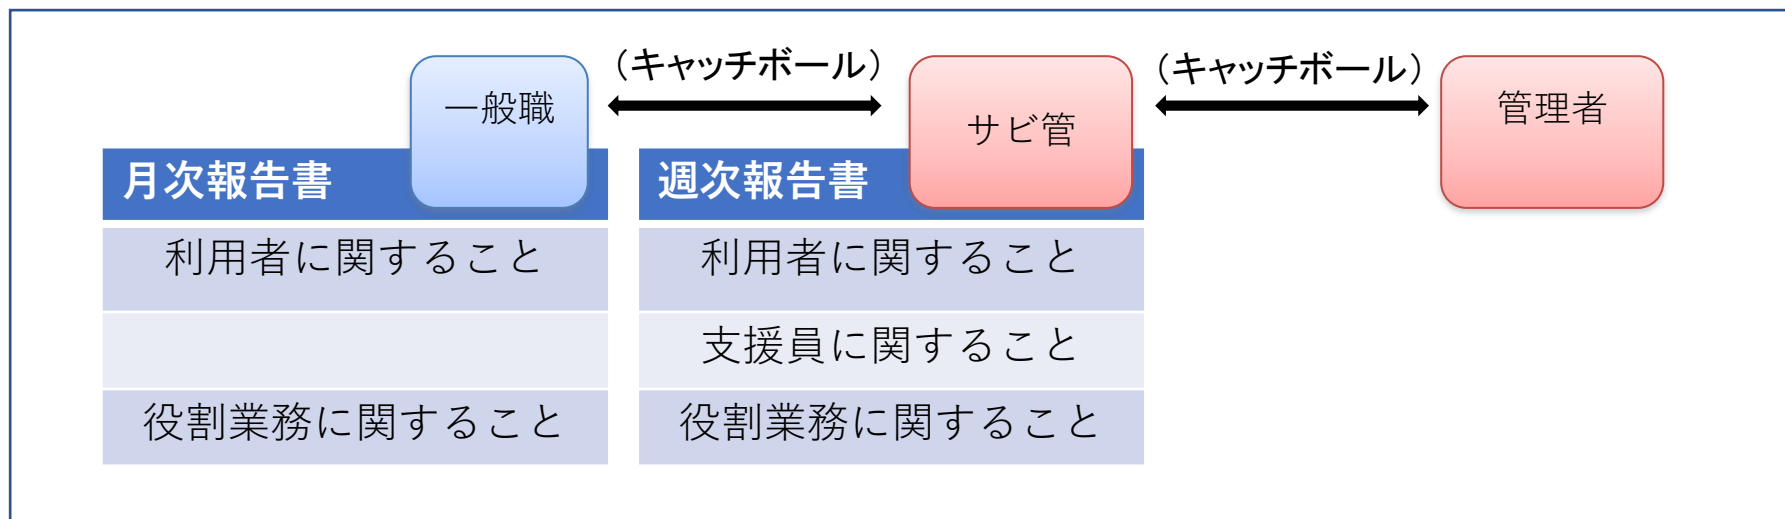 一般職
（キャッチボール）
サビ管
（キャッチボール）
管理者
月次報告書
週次報告書
利用者に関すること
利用者に関すること
支援員に関すること
役割業務に関すること
役割業務に関すること